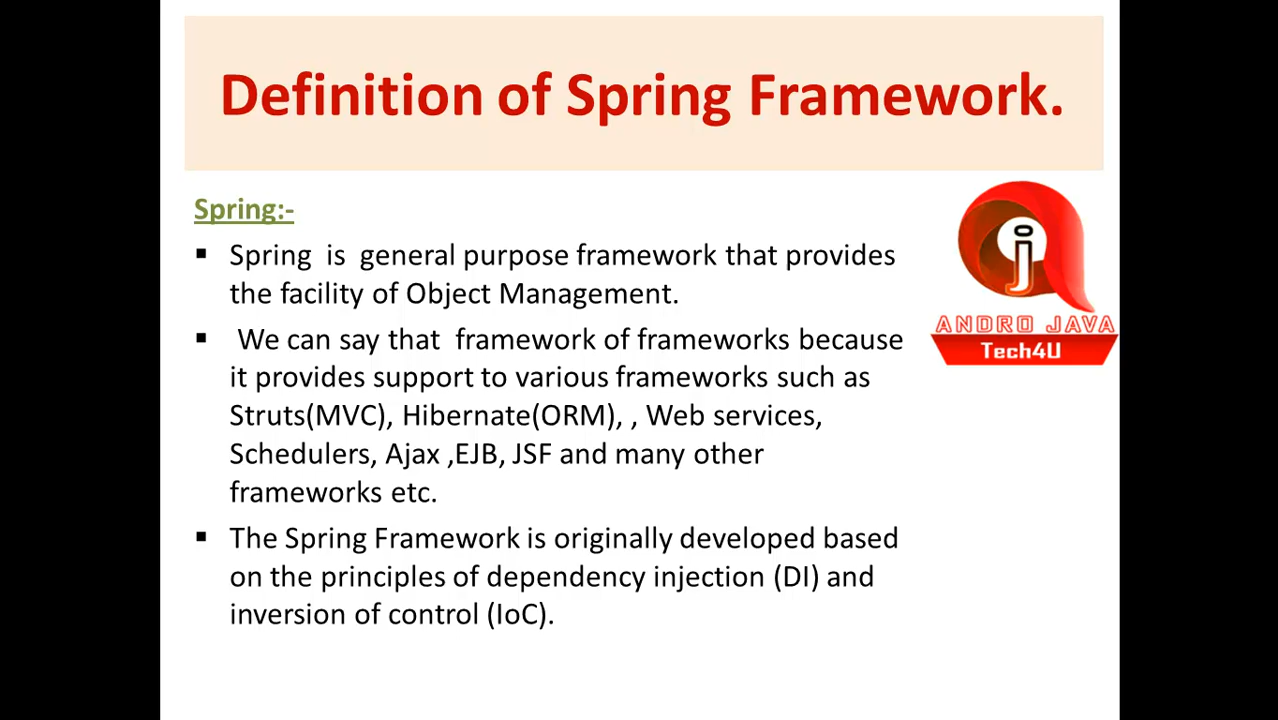 Definition of Spring Framework.
Spring:-
▪ Spring is general purpose framework that provides
the facility of Object Management.
▪ We can say that framework of frameworks because
it provides support to various frameworks such as
Struts(MVC), Hibernate(ORM), , Web services,
Schedulers, Ajax ,EJB, JSF and many other
frameworks etc.
▪ The Spring Framework is originally developed based
on the principles of dependency injection (DI) and
inversion of control (IoC).
j
ANDRO JAVA
Tech4U